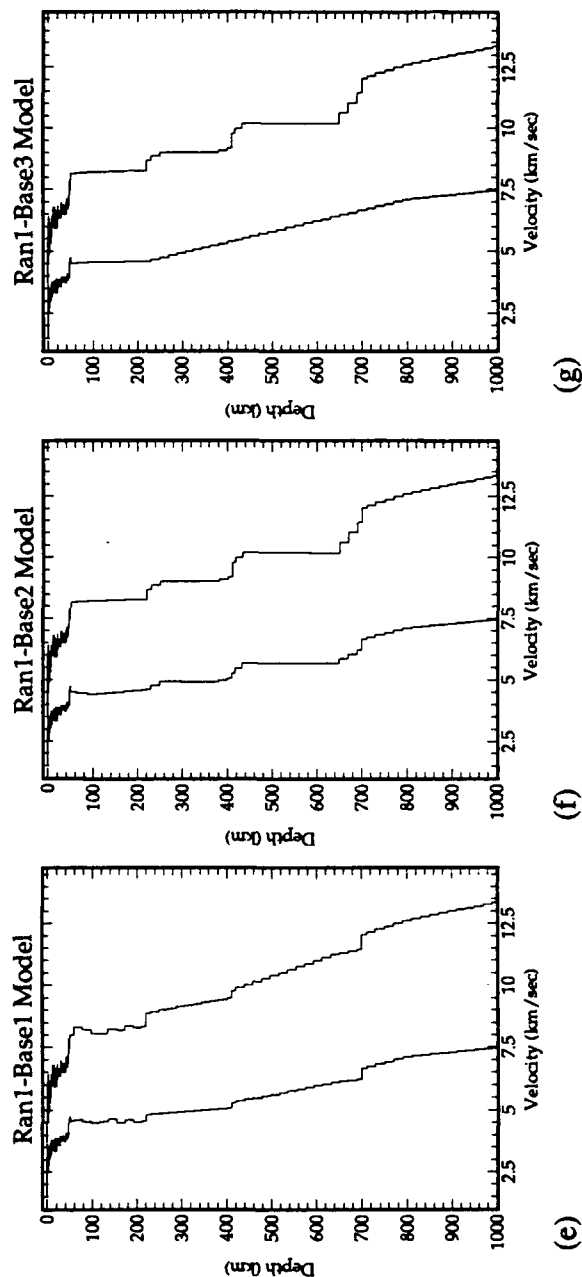 Ran1-Base1 Model
0
100
200
300
400
500
600
700
800
900
1000
Depth (km)
2.5 5 7.5 10 12.5
Velocity (km/sec)
(e)
Ran1-Base2 Model
0
100
200
300
400
500
600
700
800
900
1000
Depth (km)
2.5 5 7.5 10 12.5
Velocity (km/sec)
(f)
Ran1-Base3 Model
0
100
200
300
400
500
600
700
800
900
1000
Depth (km)
2.5 5 7.5 10 12.5
Velocity (km/sec)
(g)